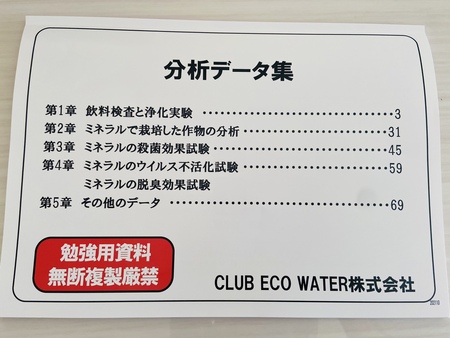 分析データ集
第1章 飲料検査と浄化実験 ………………………………… 3
第2章 ミネラルで栽培した作物の分析 ………………………… 31
第3章 ミネラルの殺菌効果試験 ……………………………… 45
第4章 ミネラルのウイルス不活化試験 ………………………… 59
ミネラルの脱臭効果試験
第5章 その他のデータ ……………………………………… 69
勉強用資料
無断複製厳禁
CLUB ECO WATER株式会社